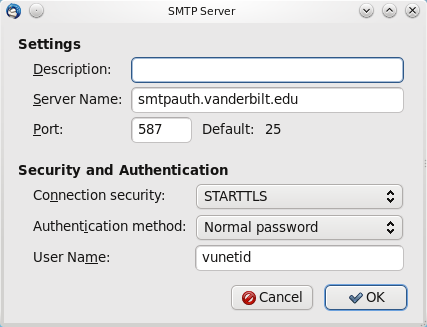 SMTP Server
Settings
Description:
Server Name: smtpauth.vanderbilt.edu
Port: 587 Default: 25
Security and Authentication
Connection security: STARTTLS
Authentication method: Normal password
User Name: vunetid
Cancel OK